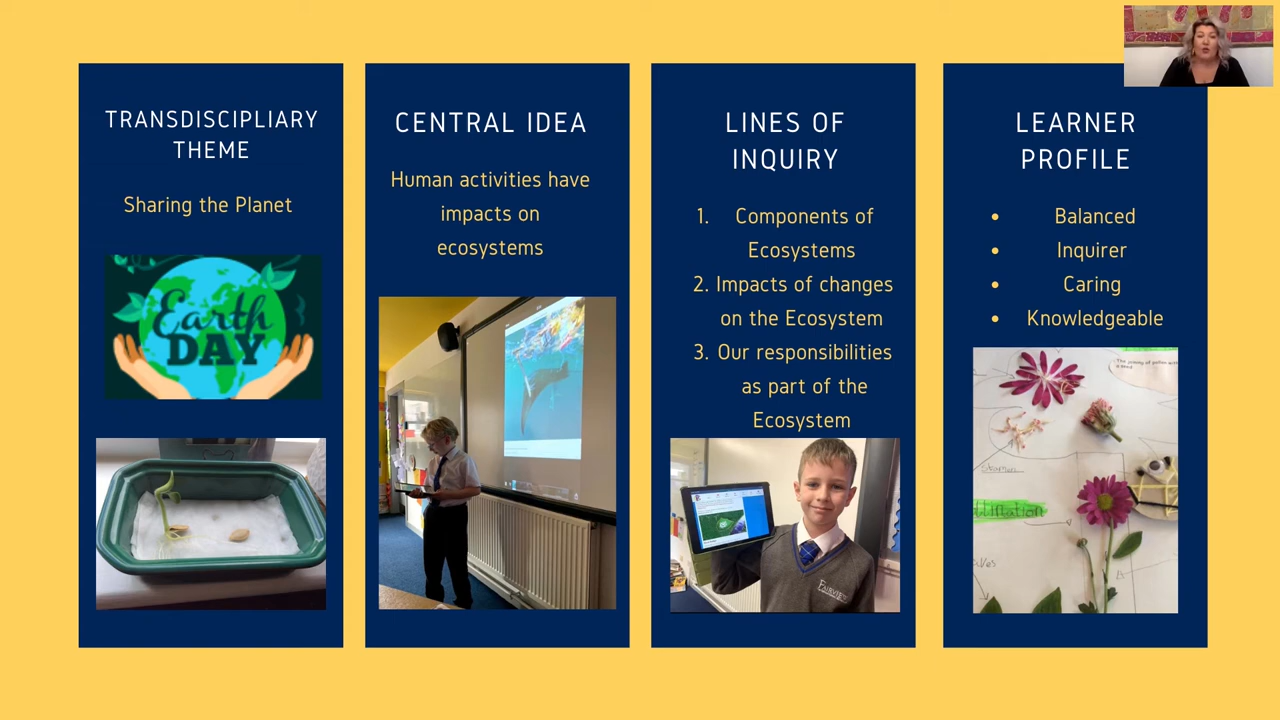 TRANSDISCIPLIARY
THEME
Sharing the Planet
Earth
DAY
CENTRAL IDEA
Human activities have
impacts on
ecosystems
LINES OF
INQUIRY
1. Components of
Ecosystems
2. Impacts of changes
on the Ecosystem
3. Our responsibilities
as part of the
Ecosystem
FAIRVIEW
LEARNER
PROFILE
• Balanced
• Inquirer
• Caring
• Knowledgeable